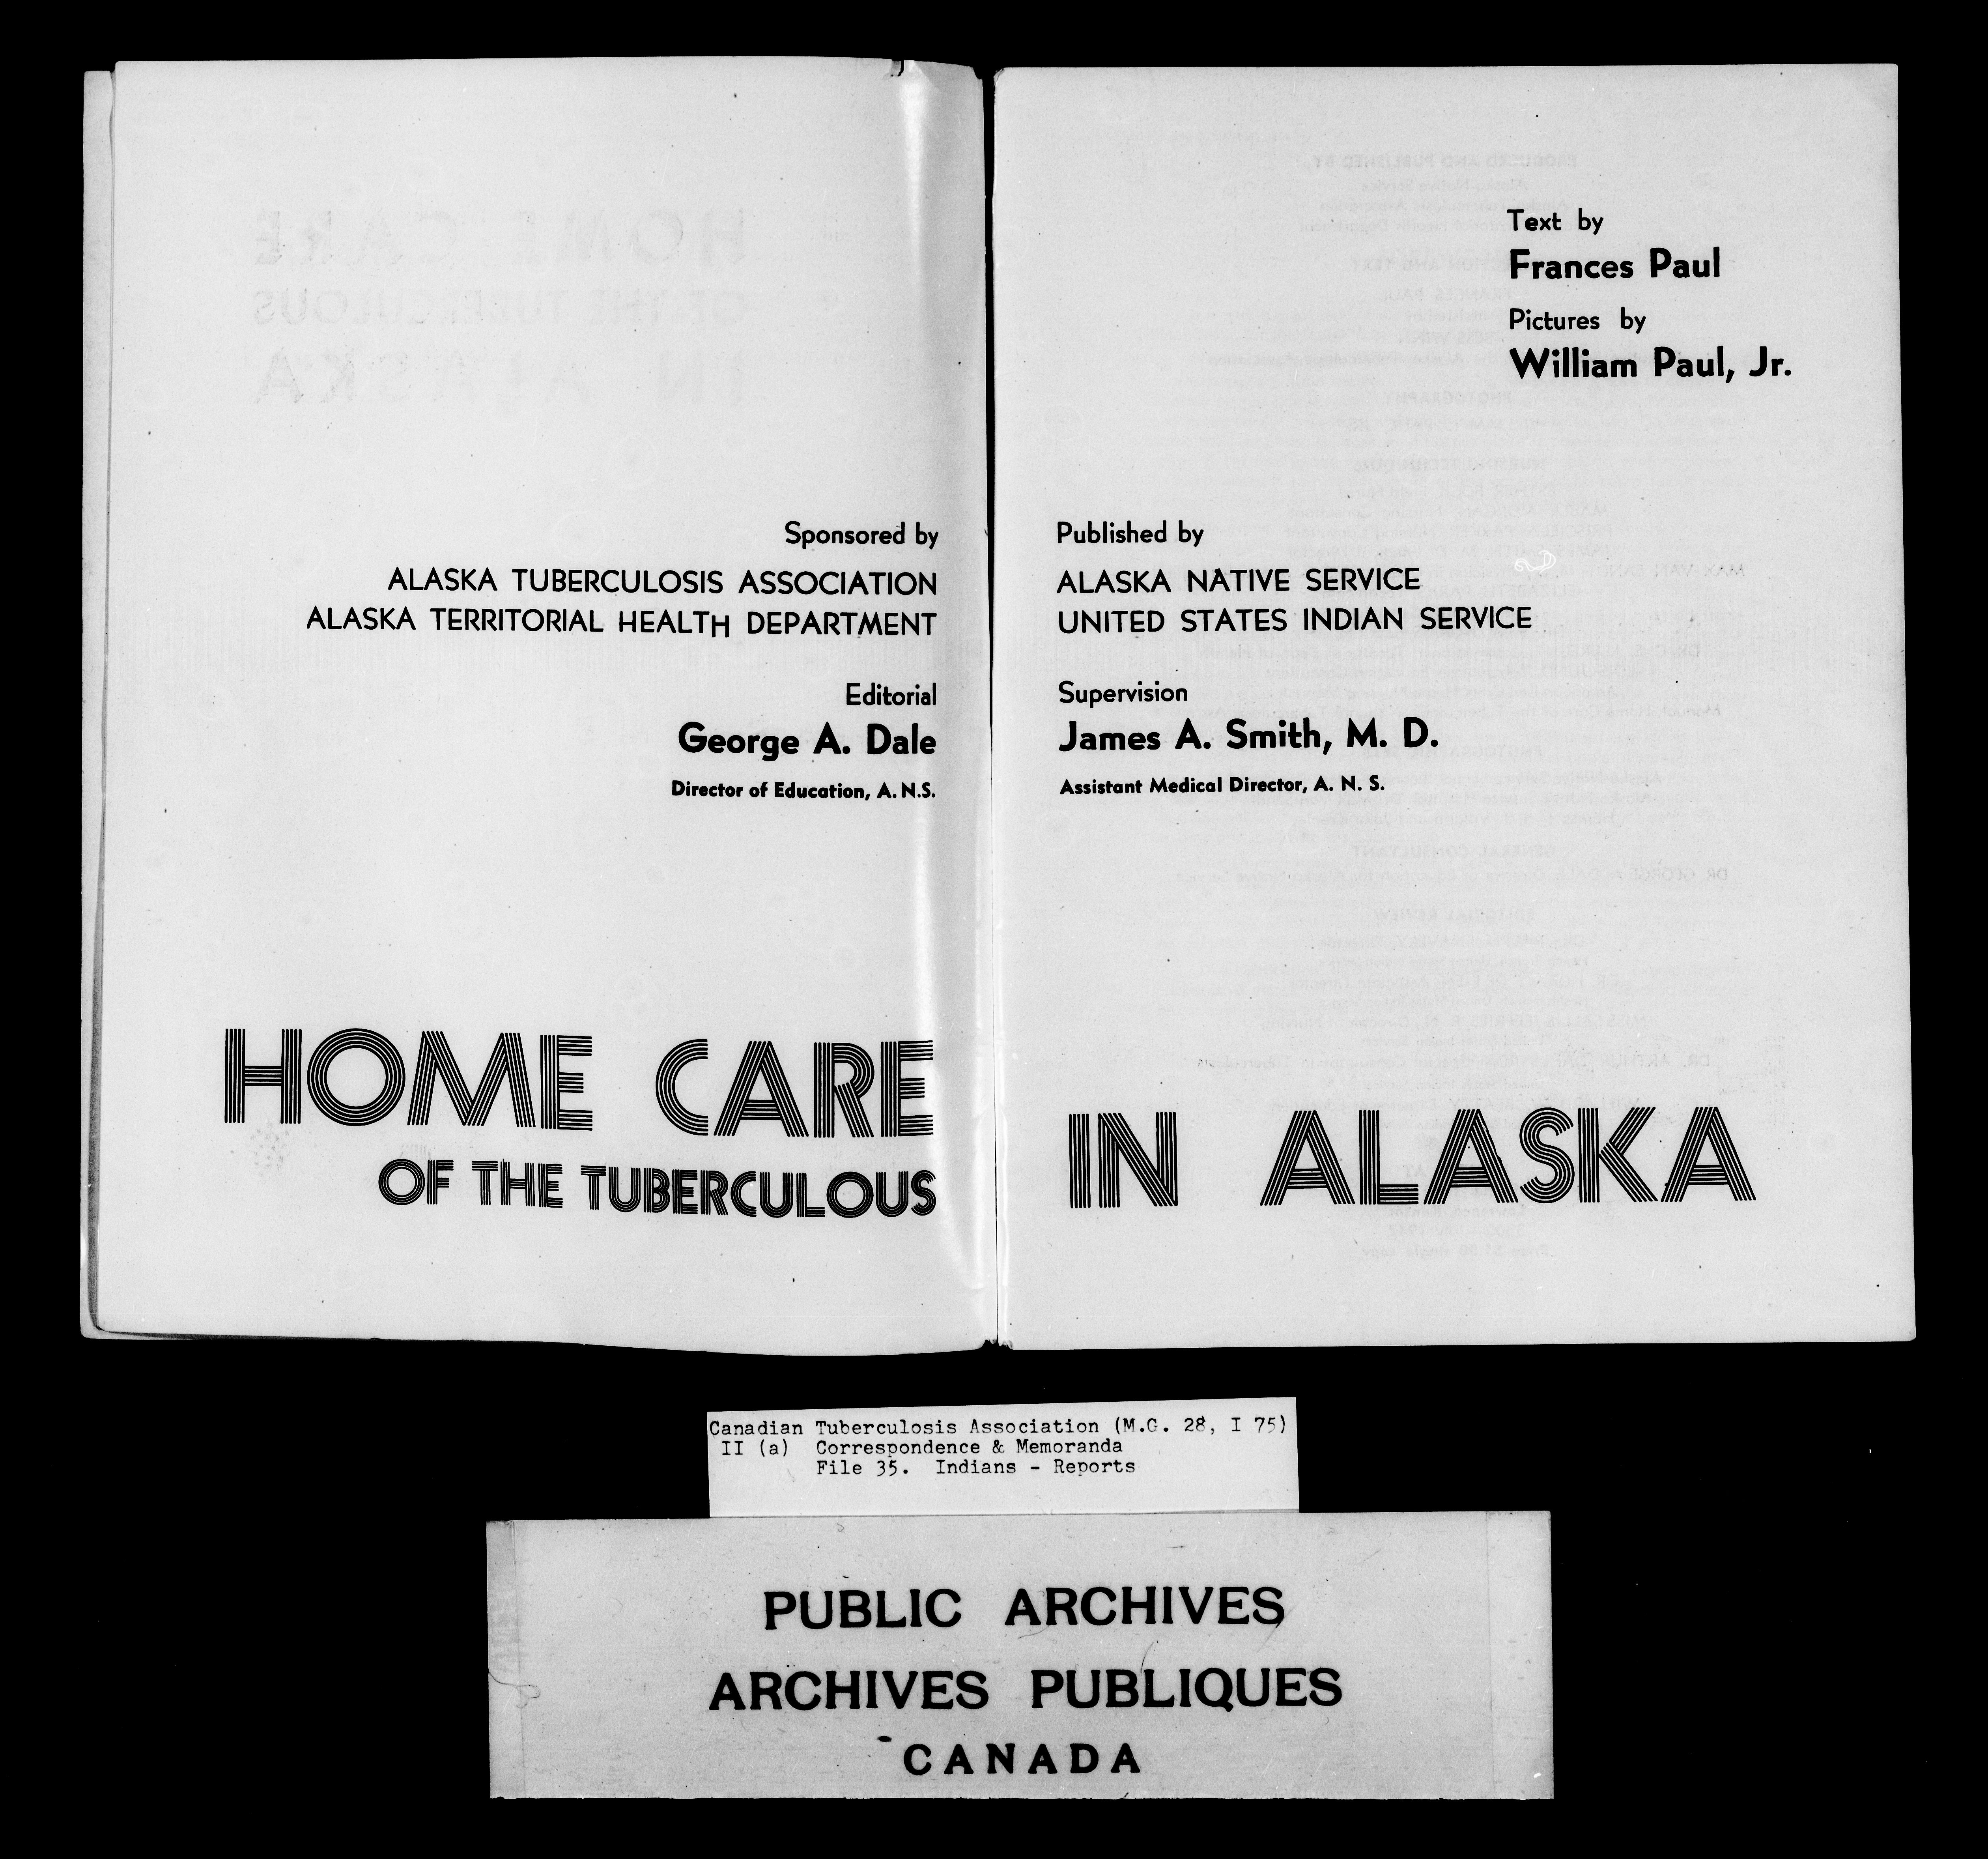 Sponsored by
ALASKA TUBERCULOSIS ASSOCIATION
ALASKA TERRITORIAL HEALTH DEPARTMENT
Editorial
George A. Dale
Director of Education, A. N.S.
HOME CARE
OF THE TUBERCULOUS
Text by
Frances Paul
Pictures by
William Paul, Jr.
Published by
ALASKA NATIVE SERVICE
UNITED STATES INDIAN SERVICE
Supervision
James A. Smith, M. D.
Assistant Medical Director, A. N. S.
IN ALASKA
Canadian Tuberculosis Association (M.G. 28, I 75)
II (a) Correspondence & Memoranda
File 35. Indians - Reports
PUBLIC ARCHIVES
ARCHIVES PUBLIQUES
CANADA